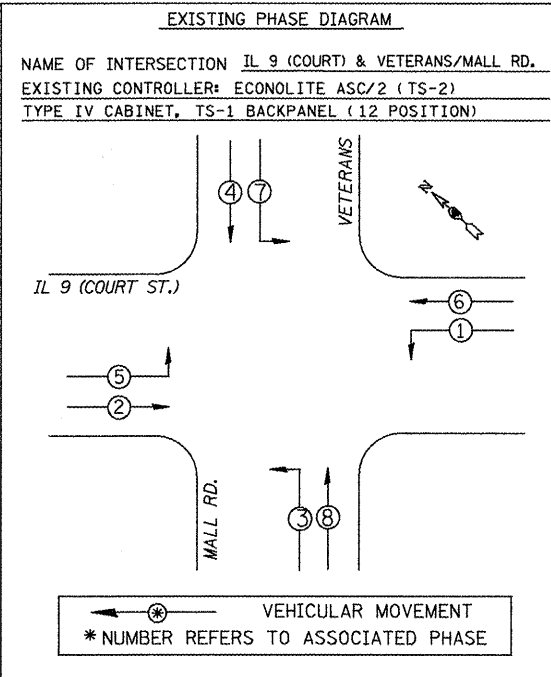 EXISTING PHASE DIAGRAM
NAME OF INTERSECTION IL 9 (COURT) & VETERANS/MALL RD.
EXISTING CONTROLLER: ECONOLITE ASC/2 (TS-2)
TYPE IV CABINET, TS-1 BACKPANEL (12 POSITION)
VETERANS
4 7
N
IL 9 (COURT ST.)
6
1
5
2
MALL RD.
3 8
* VEHICULAR MOVEMENT
* NUMBER REFERS TO ASSOCIATED PHASE